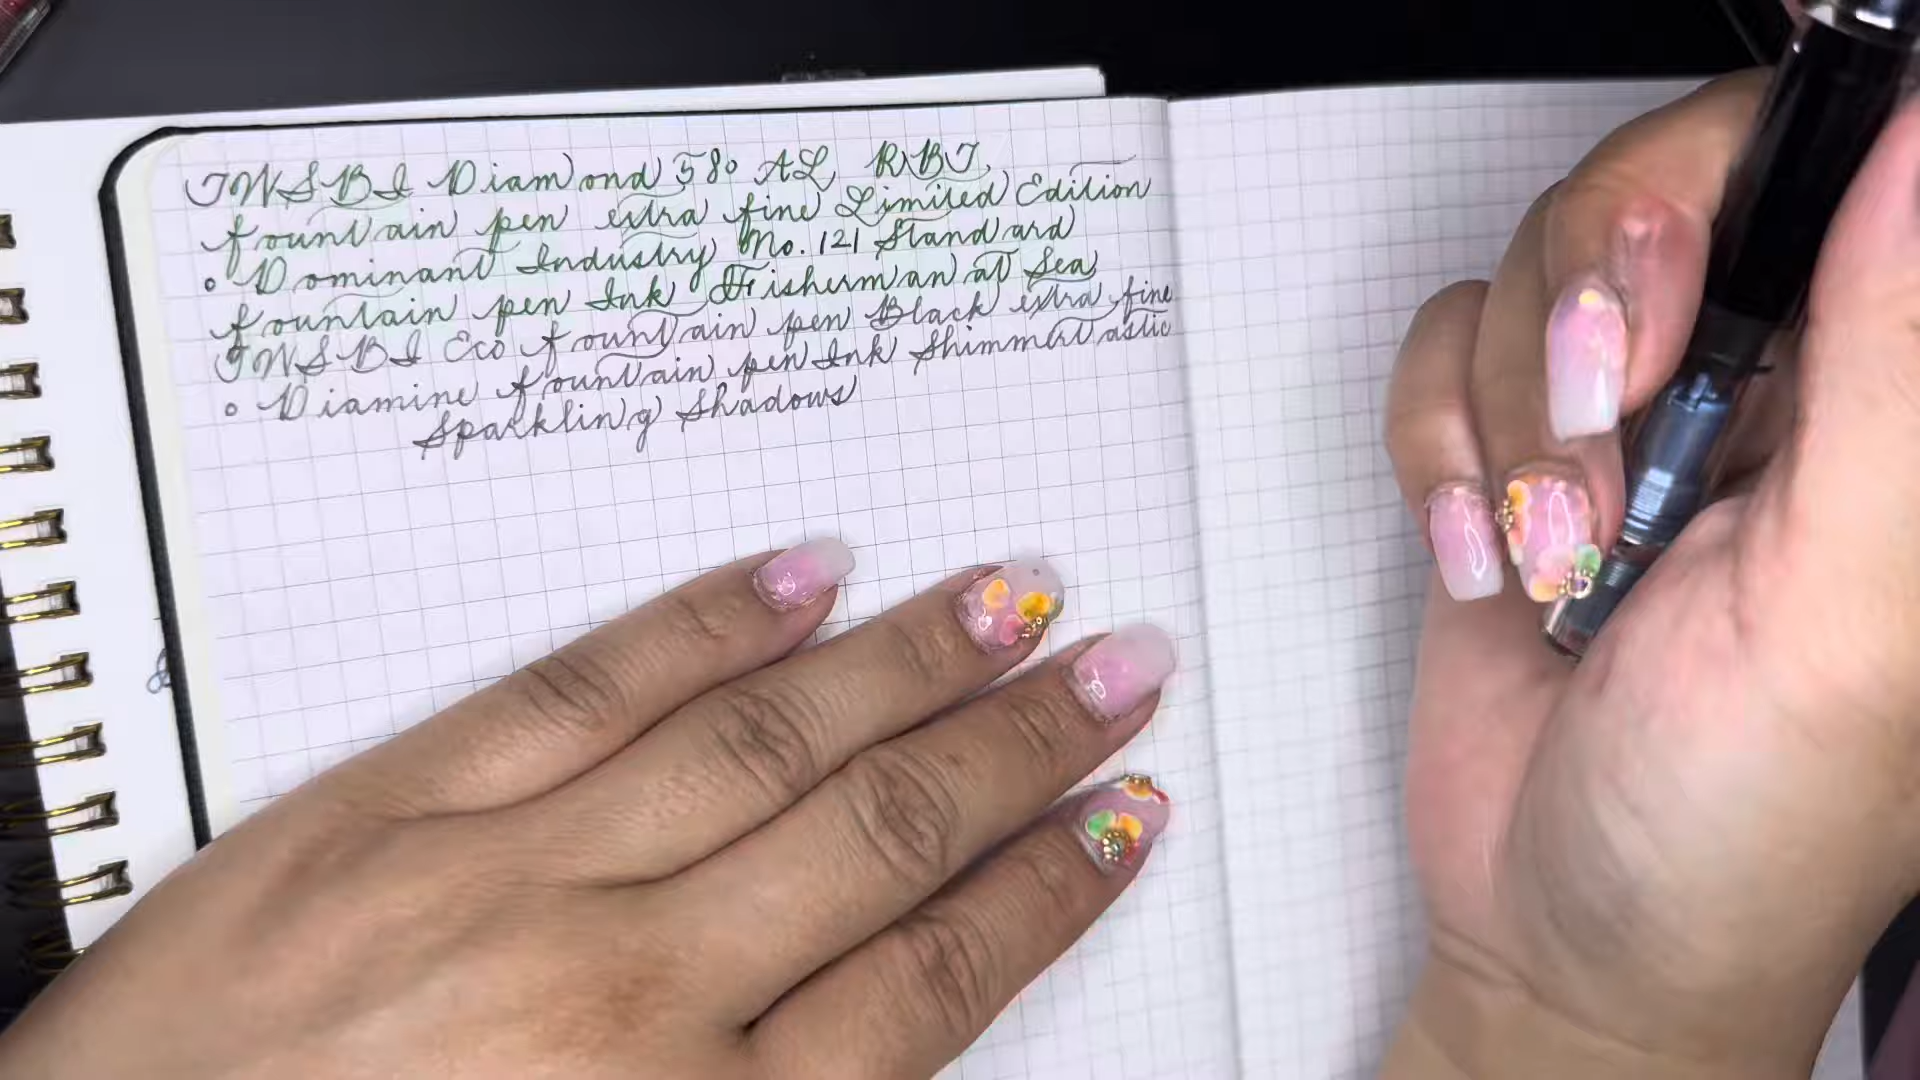 TWSBI Diamond 580 AL RBT
fountain pen extra fine Limited Edition
• Dominant Industry No. 121 Standard
fountain pen Ink Fisherman at Sea
TWSBI Eco fountain pen Black extra fine
• Diamine fountain pen Ink Shimmertastic
Sparkling Shadows